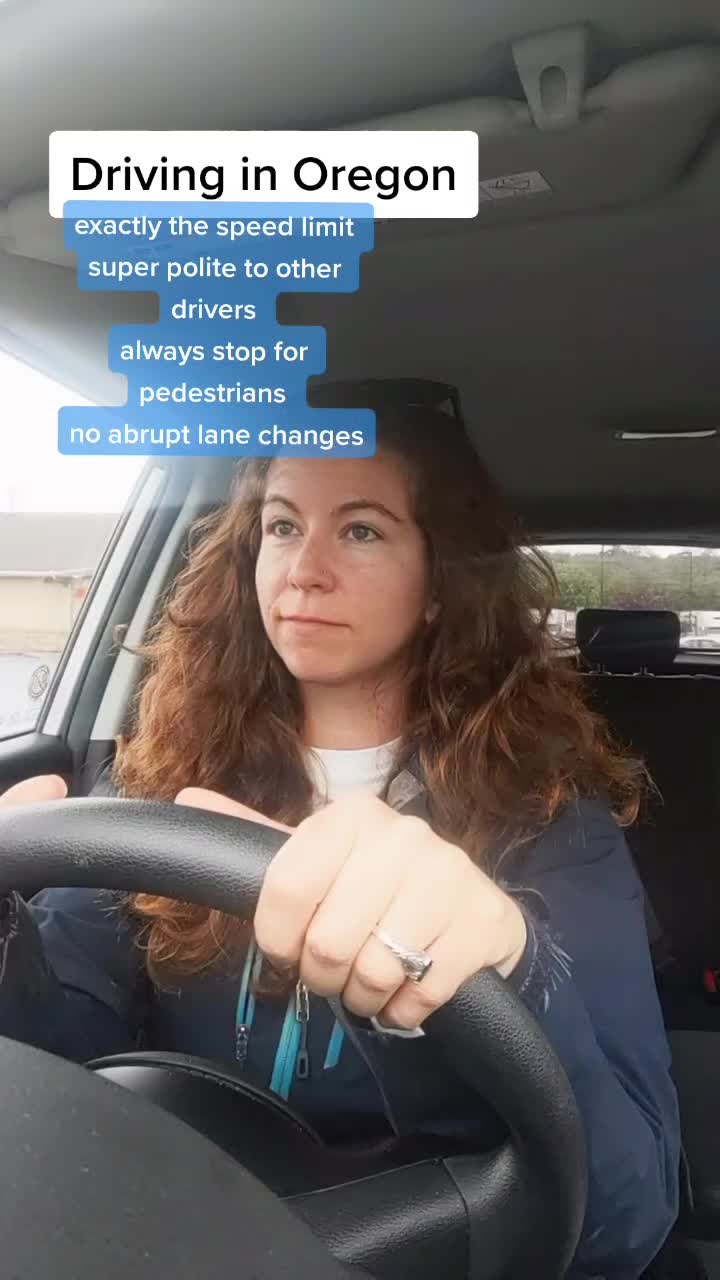 Driving in Oregon
exactly the speed limit
super polite to other
drivers
always stop for
pedestrians
no abrupt lane changes